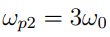 ω_{p2} = 3ω_0